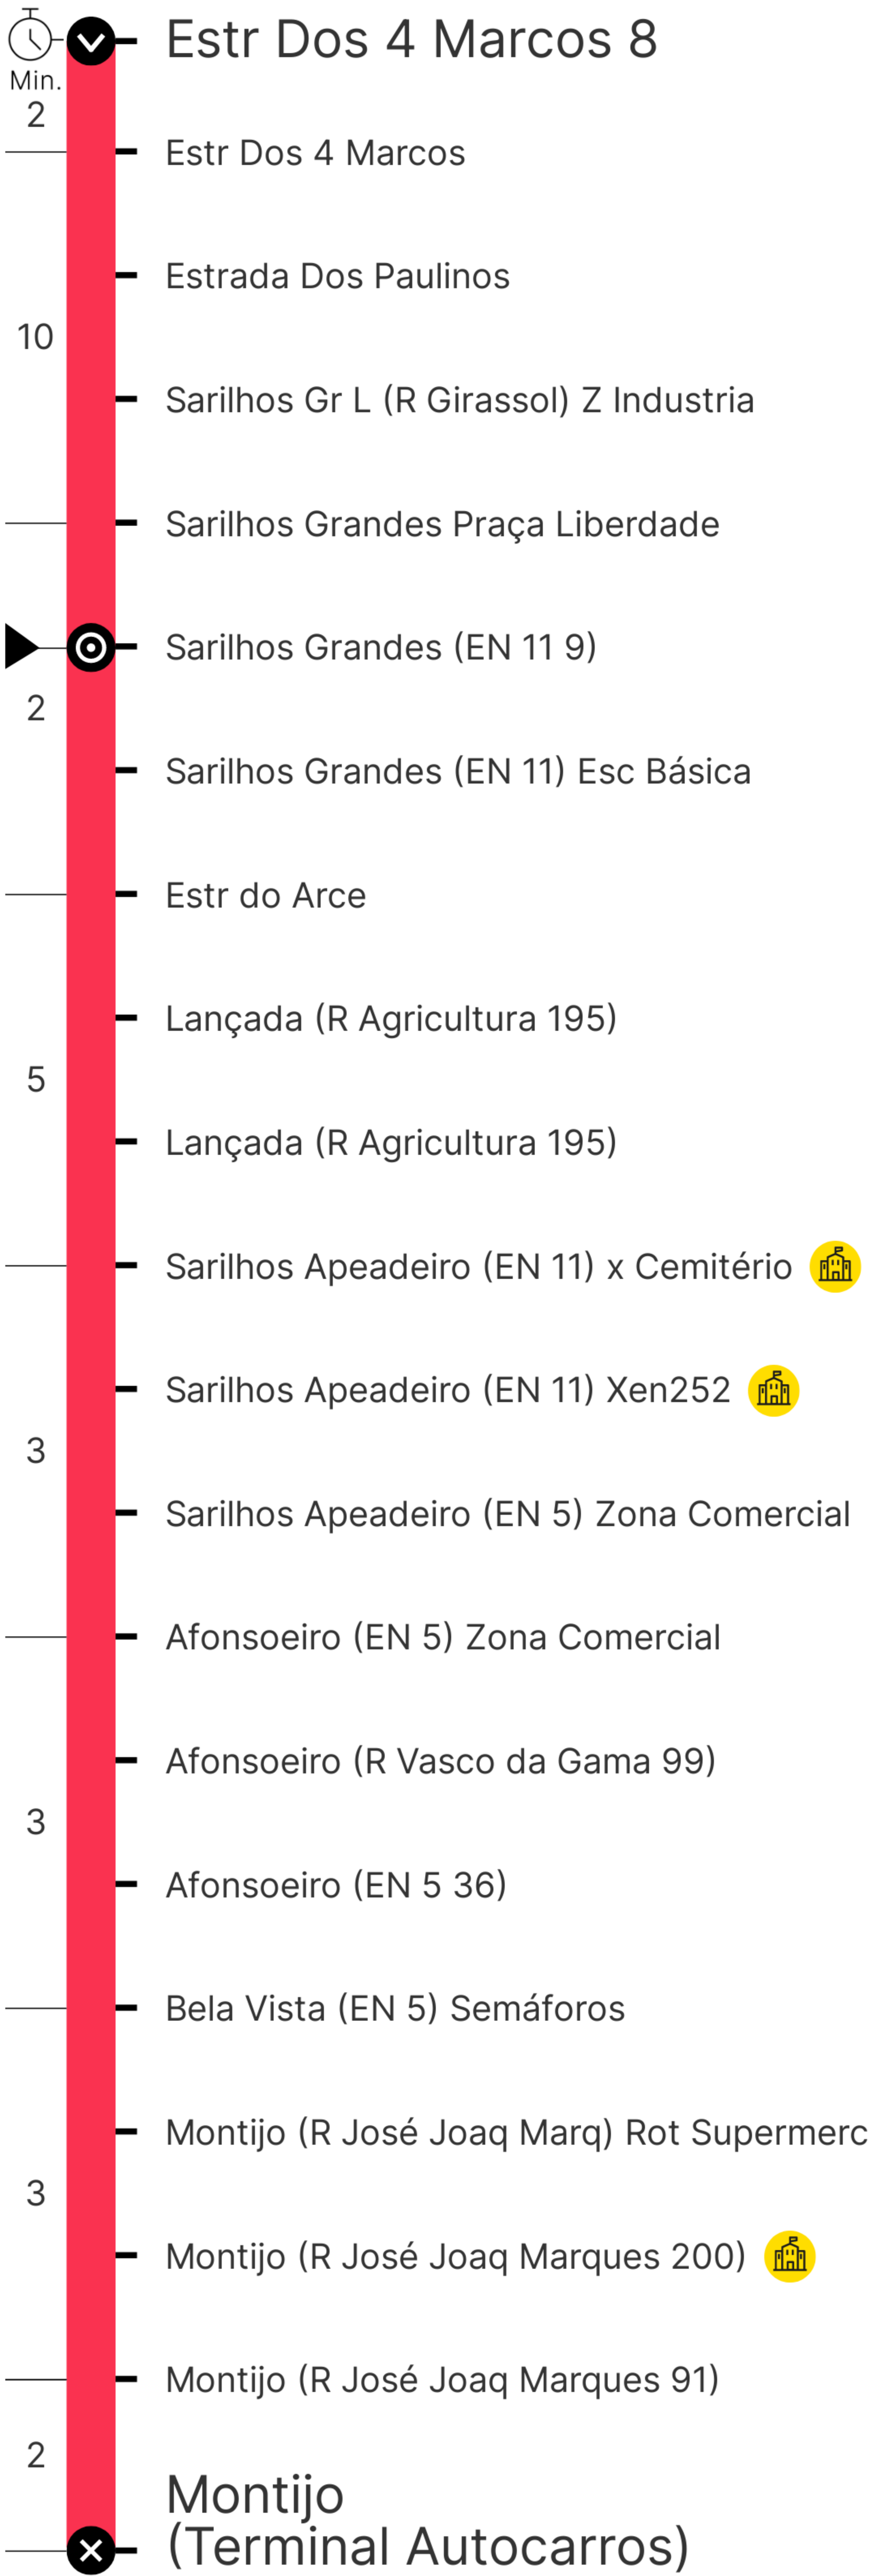 Estr Dos 4 Marcos 8
Min.
2
Estr Dos 4 Marcos
Estrada Dos Paulinos
10
Sarilhos Gr L (R Girassol) Z Industria
Sarilhos Grandes Praça Liberdade
Sarilhos Grandes (EN 11 9)
2
Sarilhos Grandes (EN 11) Esc Básica
Estr do Arce
Lançada (R Agricultura 195)
5
Lançada (R Agricultura 195)
Sarilhos Apeadeiro (EN 11) x Cemitério
Sarilhos Apeadeiro (EN 11) Xen252
3
Sarilhos Apeadeiro (EN 5) Zona Comercial
Afonsoeiro (EN 5) Zona Comercial
Afonsoeiro (R Vasco da Gama 99)
3
Afonsoeiro (EN 5 36)
Bela Vista (EN 5) Semáforos
Montijo (R José Joaq Marq) Rot Supermerc
3
Montijo (R José Joaq Marques 200)
Montijo (R José Joaq Marques 91)
2
Montijo
(Terminal Autocarros)